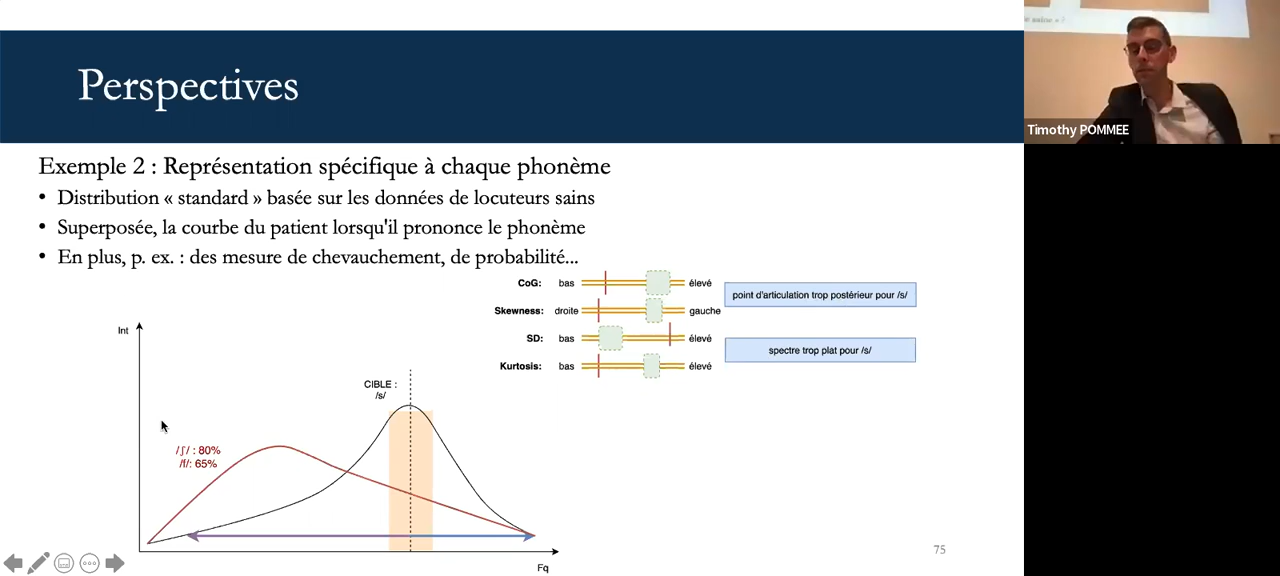 Perspectives
Timothy POMMEE
Exemple 2 : Représentation spécifique à chaque phonème
• Distribution « standard » basée sur les données de locuteurs sains
• Superposée, la courbe du patient lorsqu'il prononce le phonème
• En plus, p. ex. : des mesure de chevauchement, de probabilité...
CoG: bas élevé
point d'articulation trop postérieur pour /s/
Skewness: droite gauche
SD: bas élevé
spectre trop plat pour /s/
Kurtosis: bas élevé
Int
CIBLE :
/s/
/ʃ/ : 80%
/f/: 65%
Fq
75